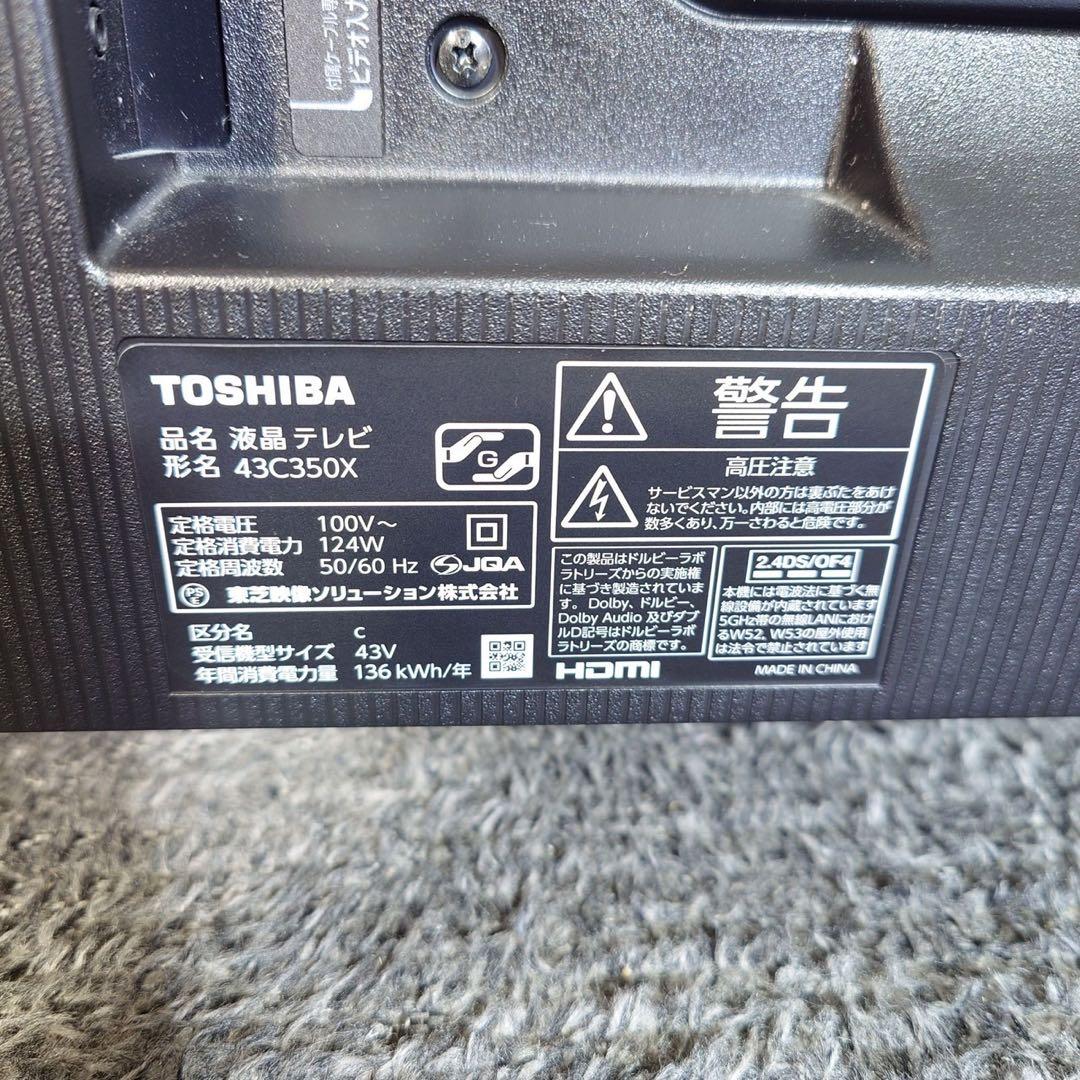 付属ケーブル
ビデオ入
TOSHIBA
品名 液晶テレビ
形名 43C350X
G
定格電圧 100V～
定格消費電力 124W
定格周波数 50/60 Hz
JQA
PS
E
東芝映像ソリューション株式会社
区分名 C
受信機型サイズ 43V
年間消費電力量 136 kWh/年
警告
高圧注意
サービスマン以外の方は裏ぶたをあけ
ないでください。内部には高電圧部分が
数多くあり、万一さわると危険です。
この製品はドルビーラボ
ラトリーズからの実施権
に基づき製造されていま
す。 Dolby、ドルビー、
Dolby Audio 及びダブ
ルD記号はドルビーラボ
ラトリーズの商標です。
HDMI
2.4DS/OF4
本機には電波法に基づく無
線設備が内蔵されています
5GHz帯の無線LANにおけ
るW52、W53の屋外使用
は法令で禁止されています
MADE IN CHINA